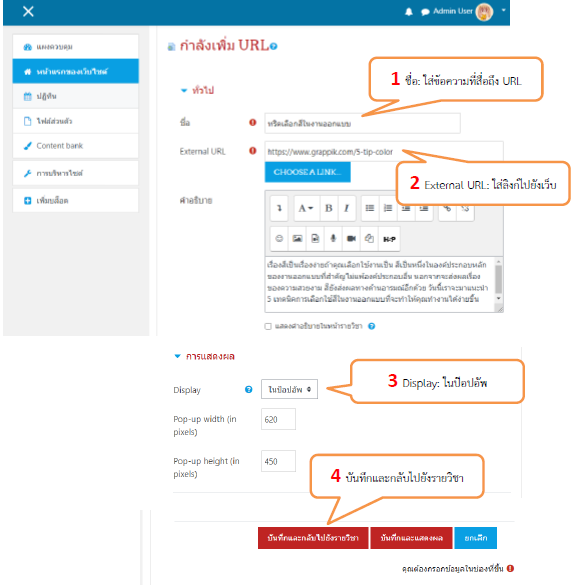 Admin User
แผงควบคุม
หน้าแรกของเว็บไซต์
ปฏิทิน
ไฟล์ส่วนตัว
Content bank
การบริหารไซต์
เพิ่มบล็อค
กำลังเพิ่ม URL
ทั่วไป
1 ชื่อ: ใส่ข้อความที่สื่อถึง URL
ชื่อ
ทริคเลือกสีในงานออกแบบ
External URL
https://www.grappik.com/5-tip-color
CHOOSE A LINK...
2 External URL: ใส่ลิงก์ไปยังเว็บ
คำอธิบาย
A B I
H-P
เรื่องสีเป็นเรื่องง่ายถ้าคุณเลือกใช้งานเป็น สีเป็นหนึ่งในองค์ประกอบหลัก
ของงานออกแบบที่สำคัญไม่แพ้องค์ประกอบอื่น นอกจากจะส่งผลเรื่อง
ของความสวยงาม สียังส่งผลทางด้านอารมณ์อีกด้วย วันนี้เราจะมาแนะนำ
5 เทคนิคการเลือกใช้สีในงานออกแบบที่จะทำให้คุณทำงานได้ง่ายขึ้น
แสดงคำอธิบายในหน้ารายวิชา
การแสดงผล
3 Display: ในป๊อปอัพ
Display
ในป๊อปอัพ
Pop-up width (in
pixels)
620
Pop-up height (in
pixels)
450
4 บันทึกและกลับไปยังรายวิชา
บันทึกและกลับไปยังรายวิชา
บันทึกและแสดงผล
ยกเลิก
คุณต้องกรอกข้อมูลในช่องที่ขึ้น